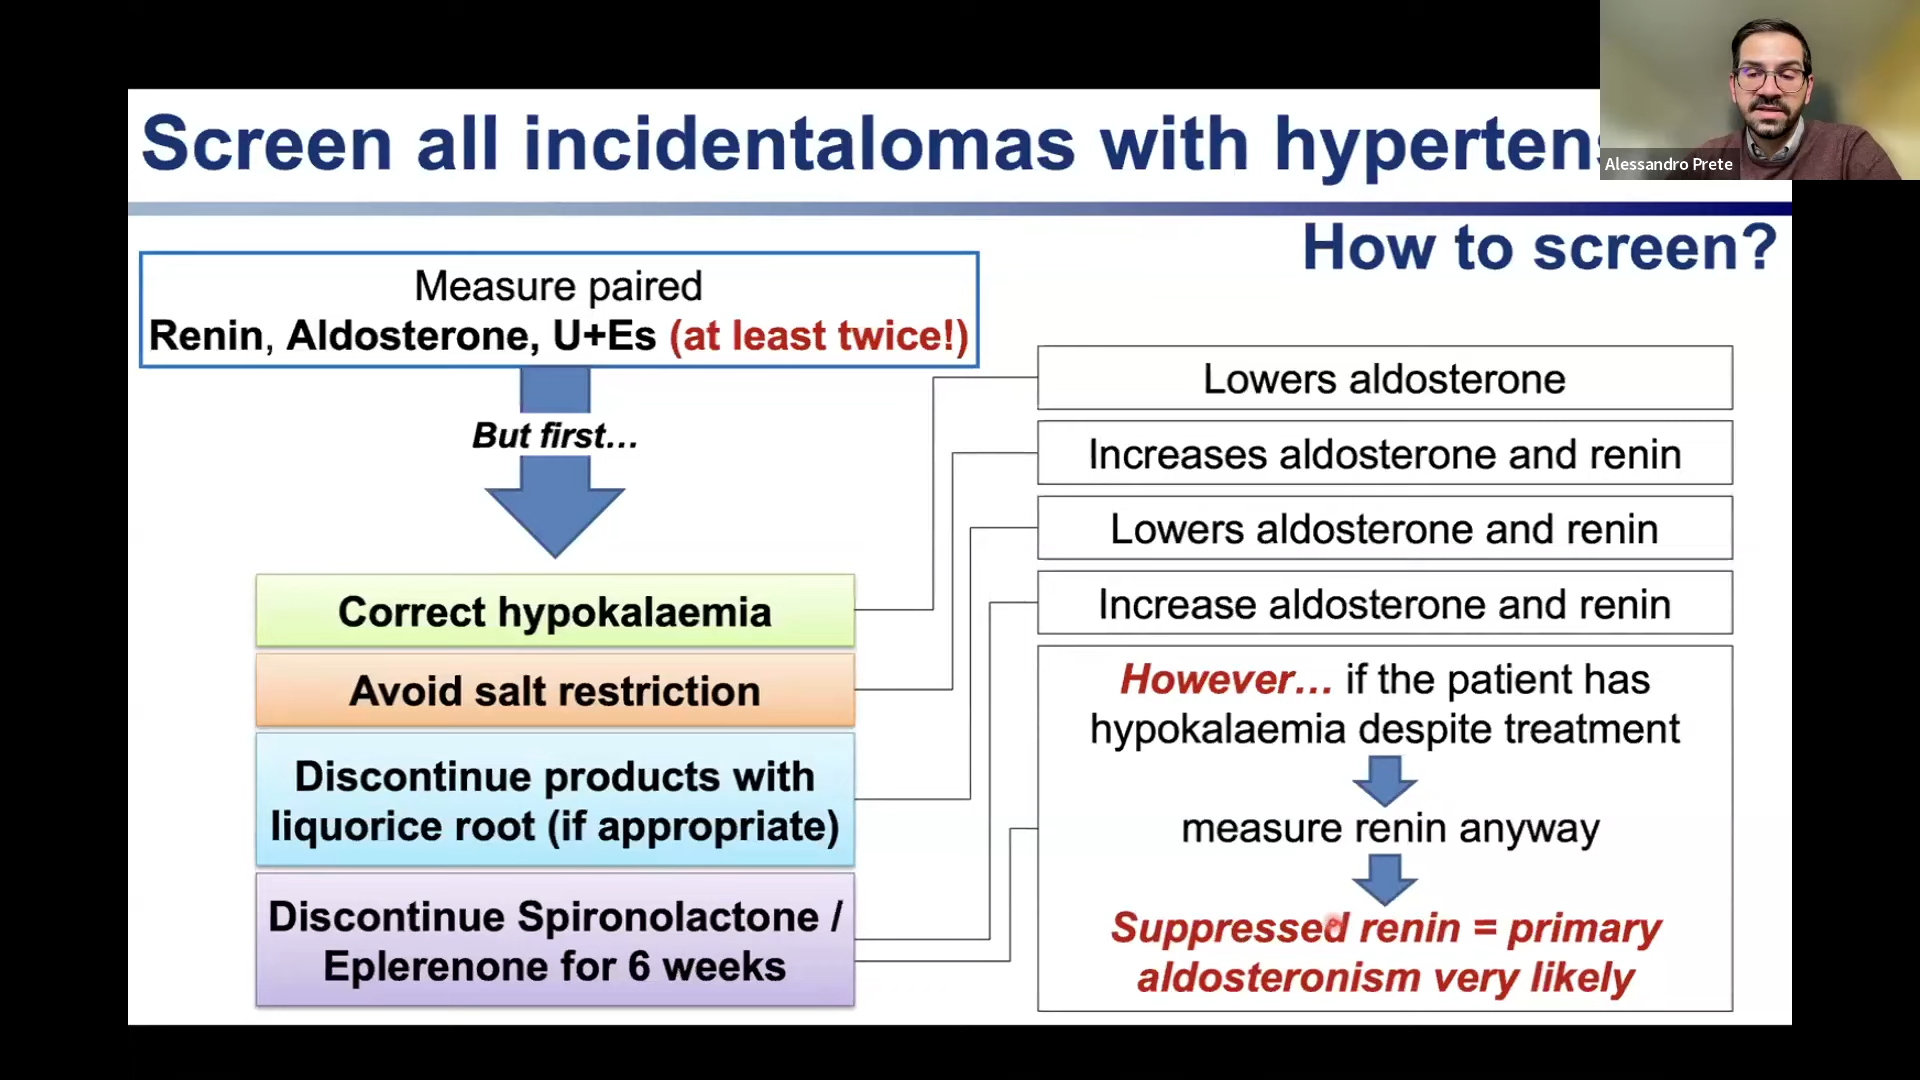 Screen all incidentalomas with hyperten
Alessandro Prete
How to screen?
Measure paired
Renin, Aldosterone, U+Es (at least twice!)
But first...
Correct hypokalaemia
Avoid salt restriction
Discontinue products with
liquorice root (if appropriate)
Discontinue Spironolactone /
Eplerenone for 6 weeks
Lowers aldosterone
Increases aldosterone and renin
Lowers aldosterone and renin
Increase aldosterone and renin
However... if the patient has
hypokalaemia despite treatment
measure renin anyway
Suppressed renin = primary
aldosteronism very likely